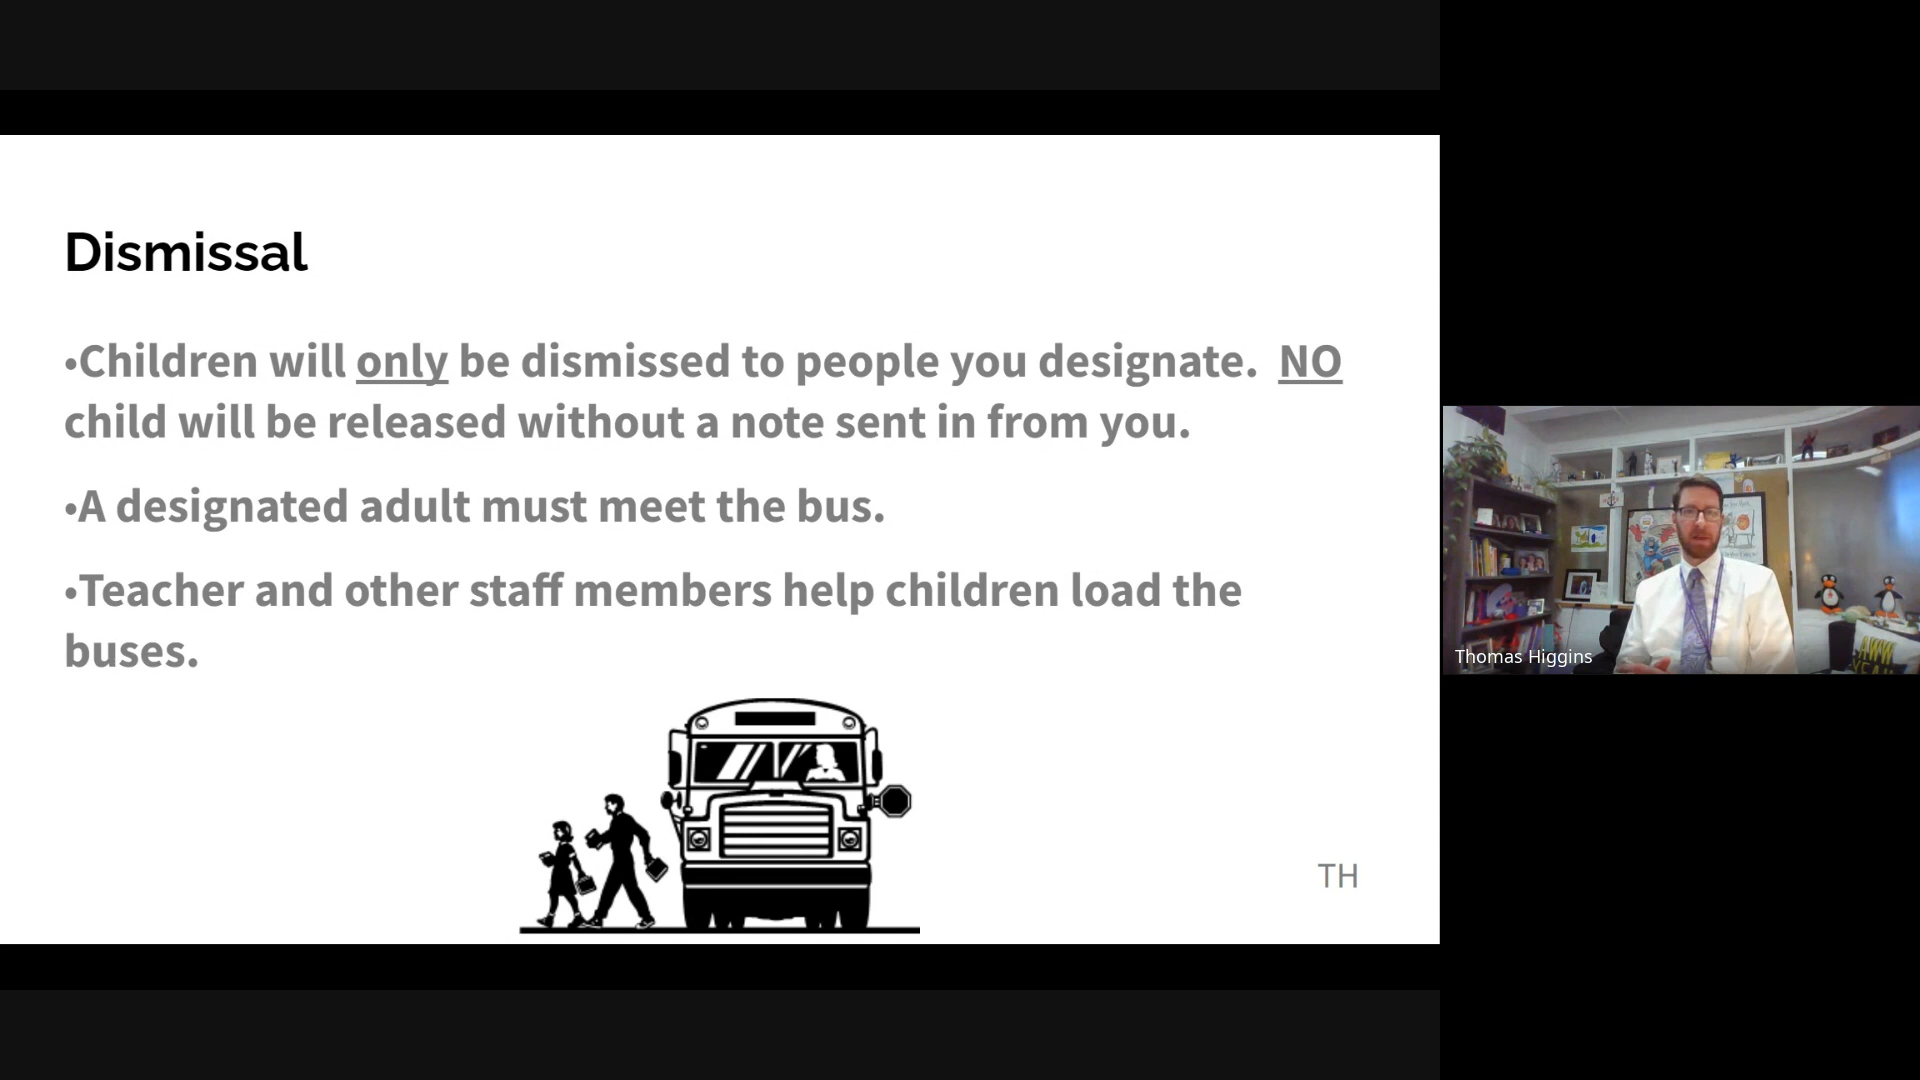 Dismissal
•Children will only be dismissed to people you designate.  NO
child will be released without a note sent in from you.
•A designated adult must meet the bus.
•Teacher and other staff members help children load the
buses.
TH
Thomas Higgins
AWW
YEAH